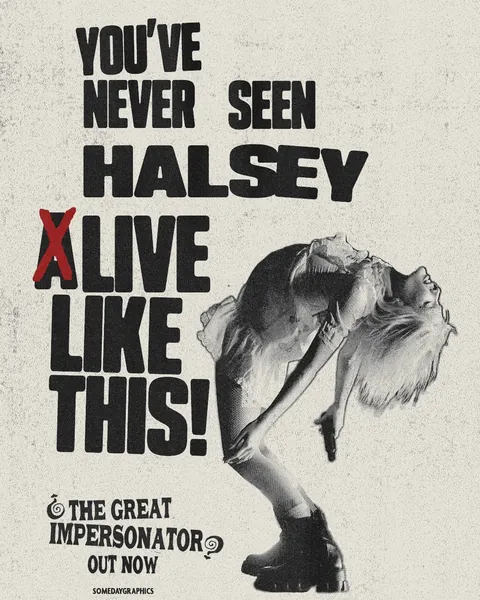 YOU'VE
NEVER SEEN
HALSEY
ALIVE
LIKE
THIS!
¿THE GREAT
IMPERSONATOR?
OUT NOW
SOMEDAYGRAPHICS